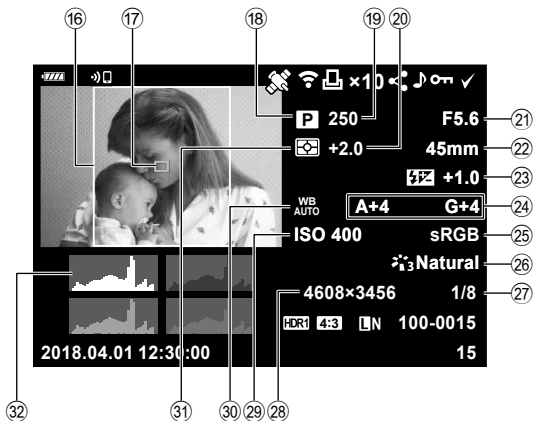 ⑯ ⑰ ⑱ ⑲ ⑳
×10
P 250 F5.6 ㉑
+2.0 45mm ㉒
+1.0 ㉓
WB AUTO A+4 G+4 ㉔
ISO 400 sRGB ㉕
3 Natural ㉖
4608×3456 1/8 ㉗
HDR1 4:3 LN 100-0015
2018.04.01 12:30:00 15
㉜ ㉛ ㉚ ㉙ ㉘